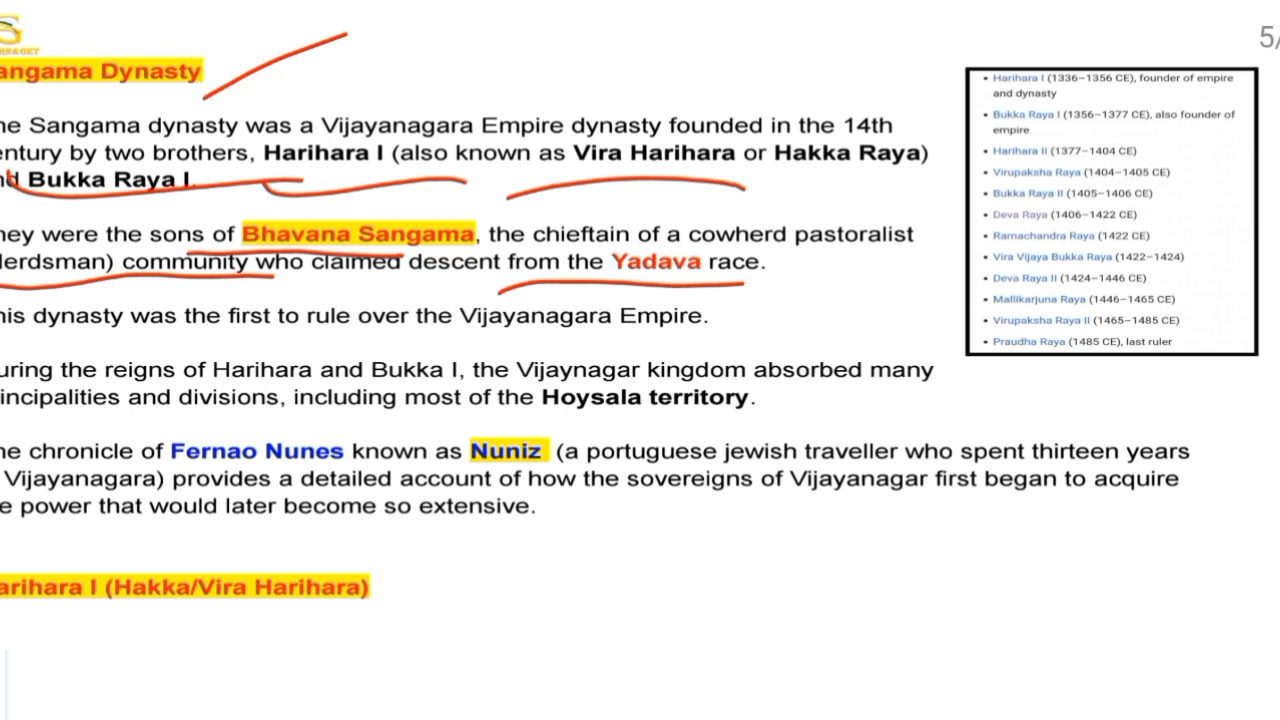 angama Dynasty
he Sangama dynasty was a Vijayanagara Empire dynasty founded in the 14th
entury by two brothers, Harihara I (also known as Vira Harihara or Hakka Raya)
nd Bukka Raya I.
hey were the sons of Bhavana Sangama, the chieftain of a cowherd pastoralist
Herdsman) community who claimed descent from the Yadava race.
his dynasty was the first to rule over the Vijayanagara Empire.
uring the reigns of Harihara and Bukka I, the Vijaynagar kingdom absorbed many
incipalities and divisions, including most of the Hoysala territory.
he chronicle of Fernao Nunes known as Nuniz (a portuguese jewish traveller who spent thirteen years
Vijayanagara) provides a detailed account of how the sovereigns of Vijayanagar first began to acquire
e power that would later become so extensive.
arihara I (Hakka/Vira Harihara)
5/
• Harihara I (1336–1356 CE), founder of empire
and dynasty
• Bukka Raya I (1356–1377 CE), also founder of
empire
• Harihara II (1377–1404 CE)
• Virupaksha Raya (1404–1405 CE)
• Bukka Raya II (1405–1406 CE)
• Deva Raya (1406–1422 CE)
• Ramachandra Raya (1422 CE)
• Vira Vijaya Bukka Raya (1422–1424)
• Deva Raya II (1424–1446 CE)
• Mallikarjuna Raya (1446–1465 CE)
• Virupaksha Raya II (1465–1485 CE)
• Praudha Raya (1485 CE), last ruler